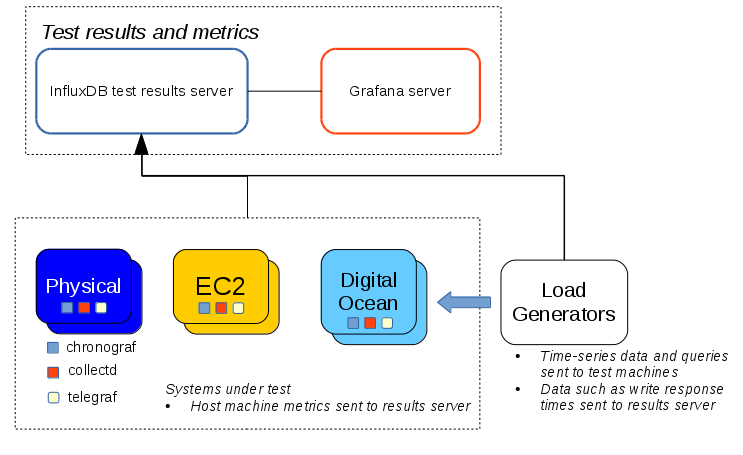 Test results and metrics
InfluxDB test results server
Grafana server
Physical
EC2
Digital
Ocean
Load
Generators
chronograf
collectd
telegraf
Systems under test
• Host machine metrics sent to results server
• Time-series data and queries
sent to test machines
• Data such as write response
times sent to results server